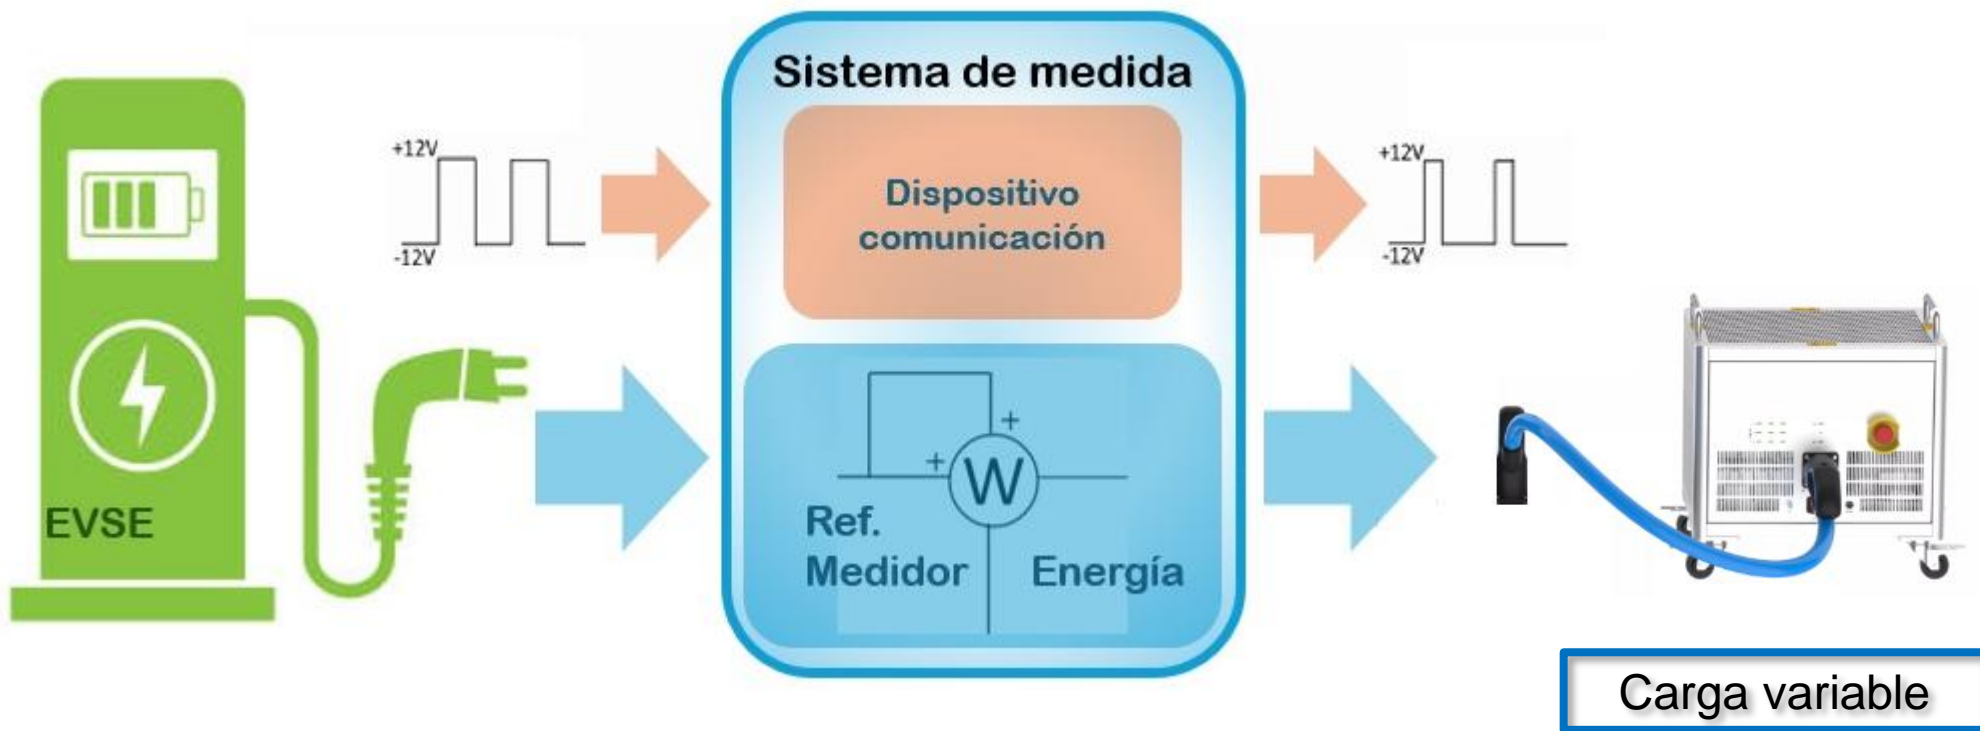 Sistema de medida
+12V
-12V
Dispositivo
comunicación
+12V
-12V
EVSE
+
+
W
Ref.
Medidor Energía
Carga variable